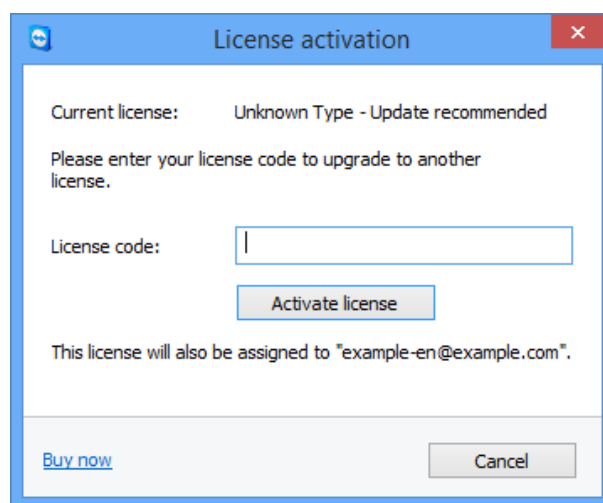 License activation
Current license: Unknown Type - Update recommended
Please enter your license code to upgrade to another
license.
License code:
Activate license
This license will also be assigned to "example-en@example.com".
Buy now Cancel